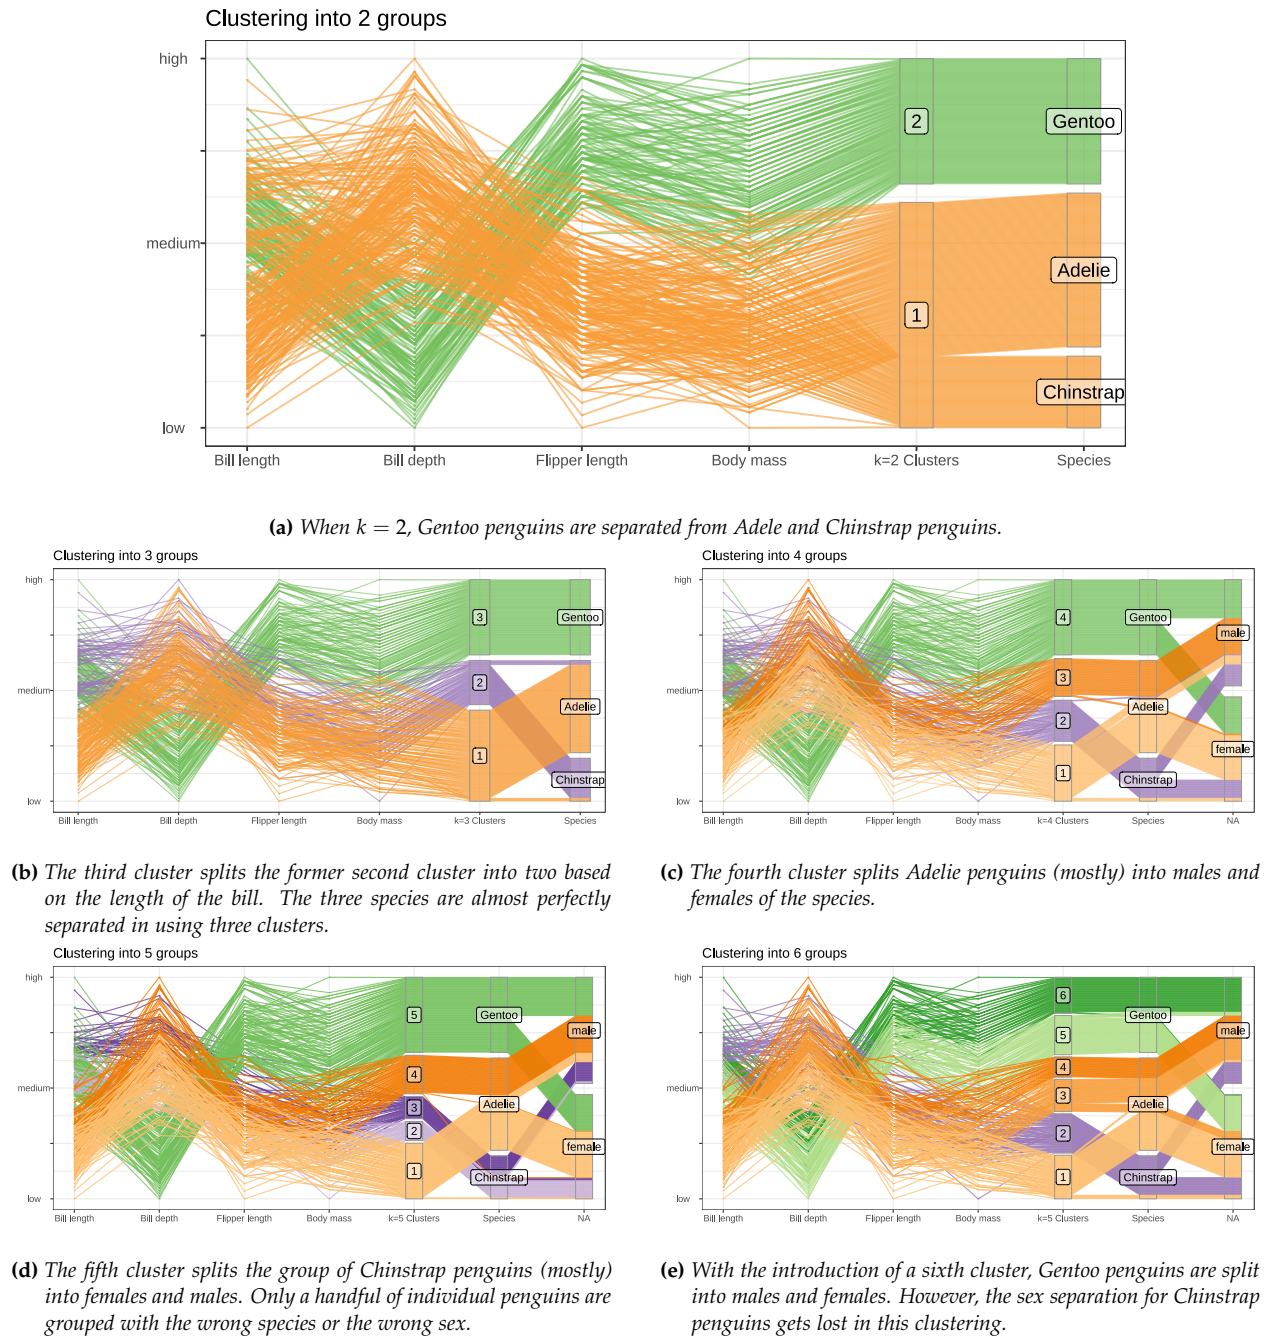 Clustering into 2 groups
high
medium
low
2
1
Gentoo
Adelie
Chinstrap
Bill length
Bill depth
Flipper length
Body mass
k=2 Clusters
Species
(a) When k = 2, Gentoo penguins are separated from Adele and Chinstrap penguins.
Clustering into 3 groups
high
medium
low
3
2
1
Gentoo
Adelie
Chinstrap
Bill length
Bill depth
Flipper length
Body mass
k=3 Clusters
Species
(b) The third cluster splits the former second cluster into two based
on the length of the bill. The three species are almost perfectly
separated in using three clusters.
Clustering into 4 groups
high
medium
low
4
3
2
1
Gentoo
Adelie
Chinstrap
male
female
Bill length
Bill depth
Flipper length
Body mass
k=4 Clusters
Species
NA
(c) The fourth cluster splits Adelie penguins (mostly) into males and
females of the species.
Clustering into 5 groups
high
medium
low
5
4
3
2
1
Gentoo
Adelie
Chinstrap
male
female
Bill length
Bill depth
Flipper length
Body mass
k=5 Clusters
Species
NA
(d) The fifth cluster splits the group of Chinstrap penguins (mostly)
into females and males. Only a handful of individual penguins are
grouped with the wrong species or the wrong sex.
Clustering into 6 groups
high
medium
low
6
5
4
3
2
1
Gentoo
Adelie
Chinstrap
male
female
Bill length
Bill depth
Flipper length
Body mass
k=5 Clusters
Species
NA
(e) With the introduction of a sixth cluster, Gentoo penguins are split
into males and females. However, the sex separation for Chinstrap
penguins gets lost in this clustering.